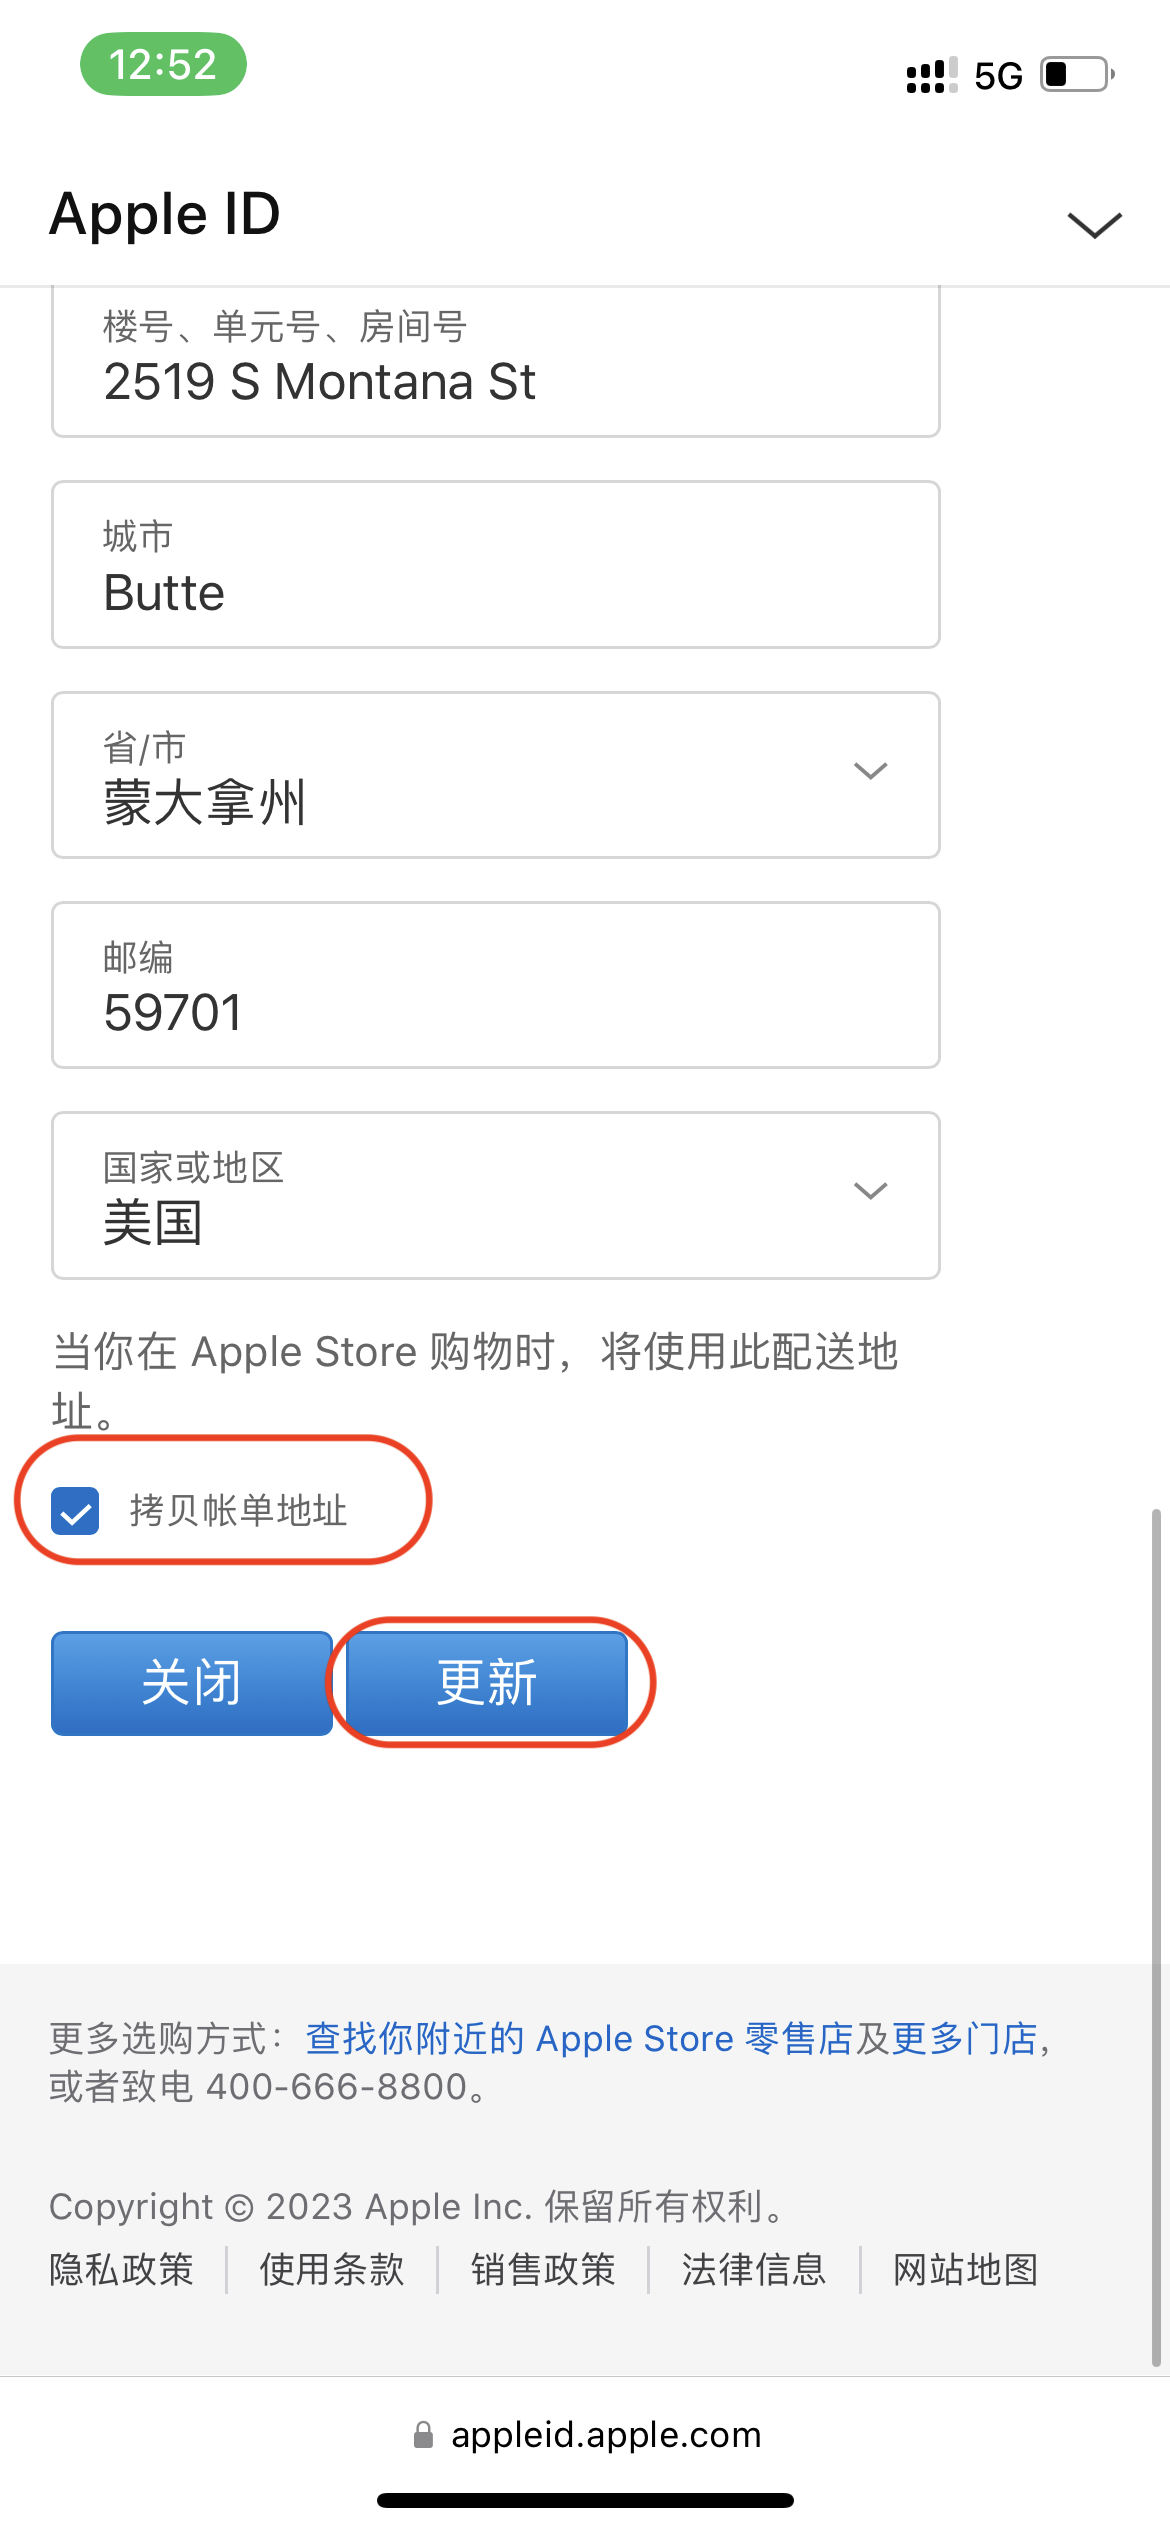 12:52
5G
Apple ID
楼号、单元号、房间号
2519 S Montana St
城市
Butte
省/市
蒙大拿州
邮编
59701
国家或地区
美国
当你在 Apple Store 购物时，将使用此配送地
址。
拷贝帐单地址
关闭
更新
更多选购方式：查找你附近的 Apple Store 零售店及更多门店，
或者致电 400-666-8800。
Copyright © 2023 Apple Inc. 保留所有权利。
隐私政策 | 使用条款 | 销售政策 | 法律信息 | 网站地图
appleid.apple.com